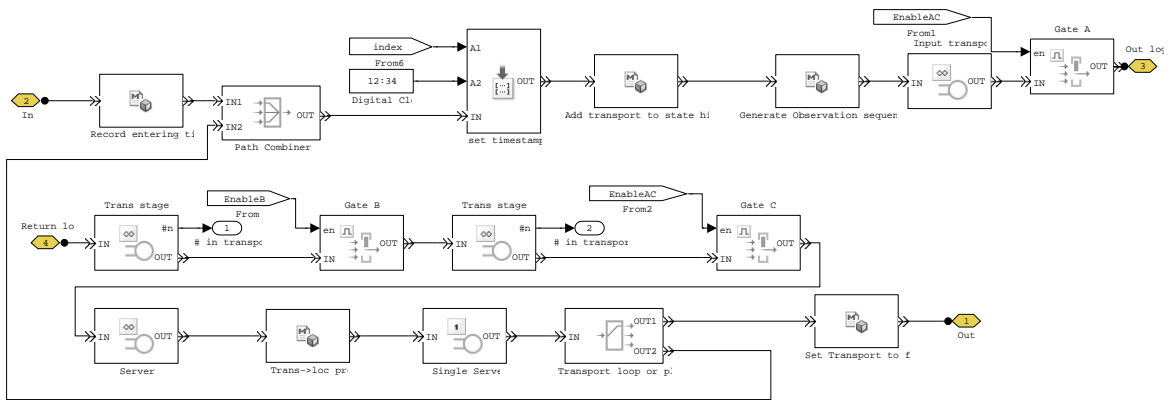 EnableAC
From1
Input transpo
Gate A
en
IN
OUT
Out log
3
index
From6
12:34
Digital Cl
A1
A2
IN
OUT
set timestamp
Add transport to state hi
Generate Observation sequen
IN
OUT
2
In
Record entering ti
IN1
IN2
OUT
Path Combiner
Return lo
4
Trans stage
IN
#n
OUT
1
# in transpo
EnableB
From
Gate B
en
IN
OUT
Trans stage
IN
#n
OUT
2
# in transpor
EnableAC
From2
Gate C
en
IN
OUT
IN
OUT
Server
Trans->loc pr
IN
1
OUT
Single Serve
IN
OUT1
OUT2
Transport loop or p
Set Transport to f
1
Out